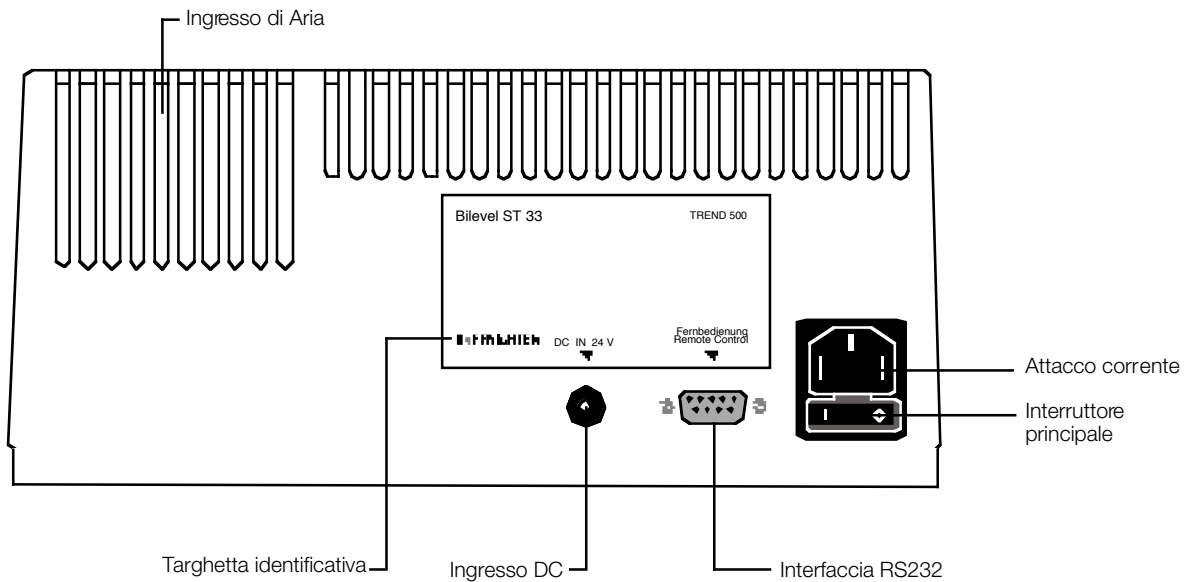 Ingresso di Aria
Bilevel ST 33
TREND 500
DC IN 24 V
Fernbedienung
Remote Control
Attacco corrente
Interruttore
principale
Targhetta identificativa
Ingresso DC
Interfaccia RS232